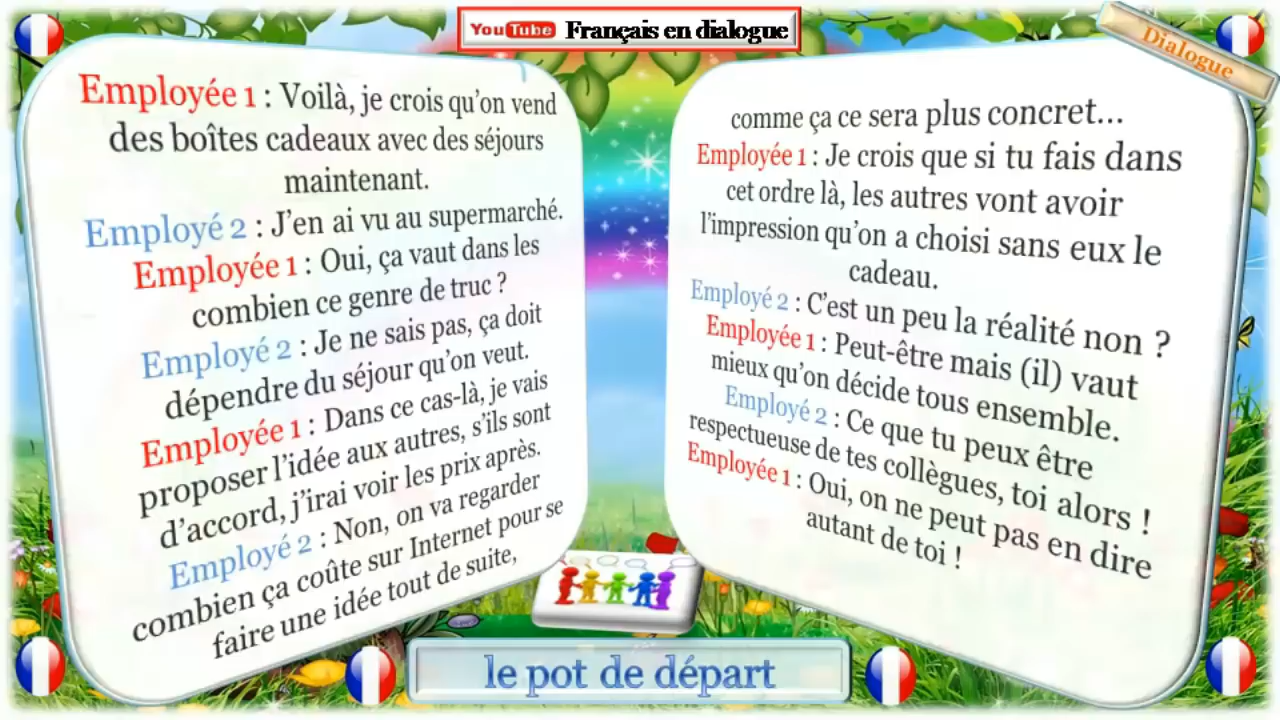 YouTube Français en dialogue
Dialogue
Employée 1 : Voilà, je crois qu'on vend
des boîtes cadeaux avec des séjours
maintenant.
Employé 2 : J'en ai vu au supermarché.
Employée 1 : Oui, ça vaut dans les
combien ce genre de truc ?
Employé 2 : Je ne sais pas, ça doit
dépendre du séjour qu'on veut.
Employée 1 : Dans ce cas-là, je vais
proposer l'idée aux autres, s'ils sont
d'accord, j'irai voir les prix après.
Employé 2 : Non, on va regarder
combien ça coûte sur Internet pour se
faire une idée tout de suite,
comme ça ce sera plus concret...
Employée 1 : Je crois que si tu fais dans
cet ordre là, les autres vont avoir
l'impression qu'on a choisi sans eux le
cadeau.
Employé 2 : C'est un peu la réalité non ?
Employée 1 : Peut-être mais (il) vaut
mieux qu'on décide tous ensemble.
Employé 2 : Ce que tu peux être
respectueuse de tes collègues, toi alors !
Employée 1 : Oui, on ne peut pas en dire
autant de toi !
le pot de départ